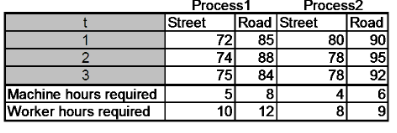 Process1 Process2
t Street Road Street Road
1 72 85 80 90
2 74 88 78 95
3 75 84 78 92
Machine hours required 5 8 4 6
Worker hours required 10 12 8 9